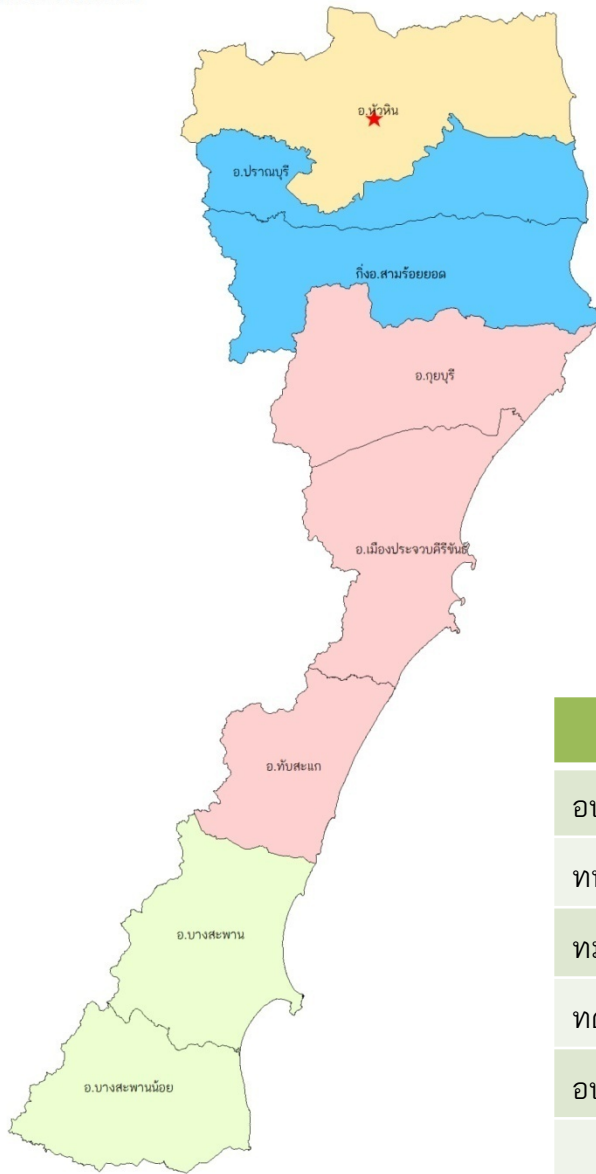 อ.หัวหิน
อ.ปราณบุรี
กิ่งอ.สามร้อยยอด
อ.กุยบุรี
อ.เมืองประจวบคีรีขันธ์
อ.ทับสะแก
อ.บางสะพาน
อ.บางสะพานน้อย